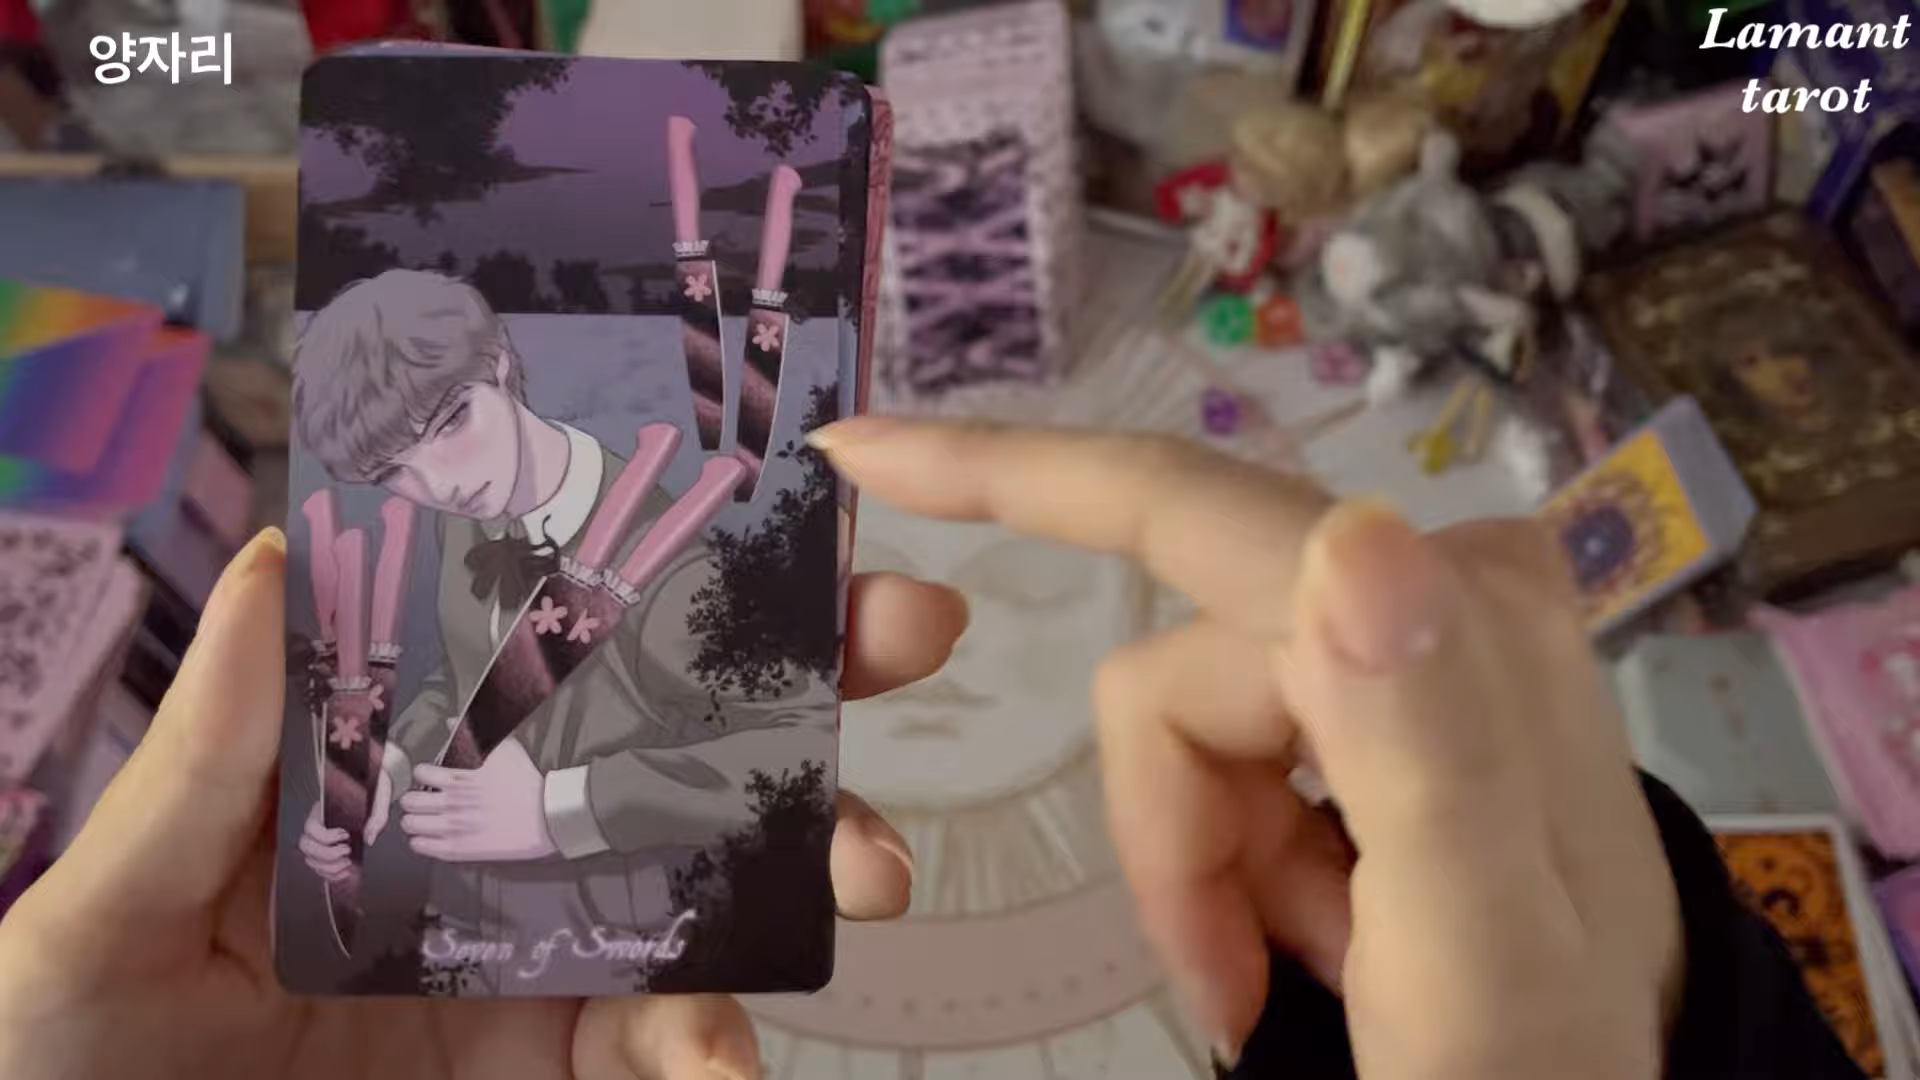 양자리
Lamant
tarot
Seven of Swords